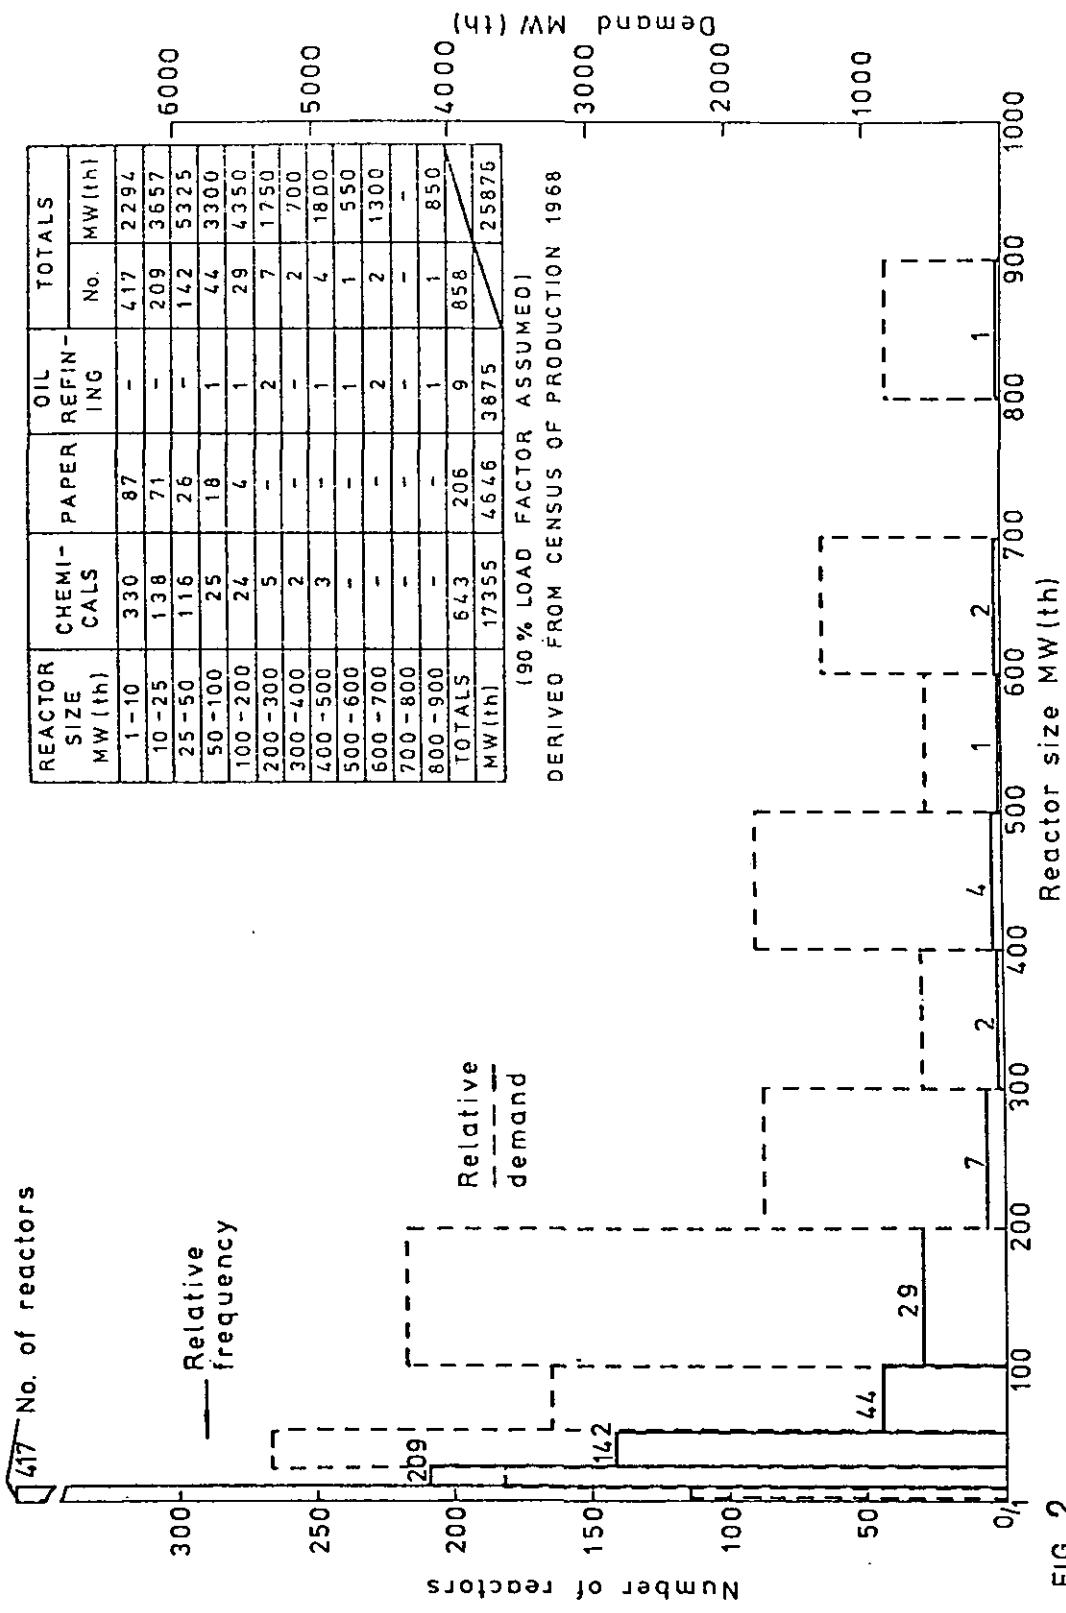 417 No. of reactors
Relative
frequency
Relative
demand
REACTOR SIZE MW(th) CHEMI-CALS PAPER OIL REFIN-ING TOTALS No. MW(th)
1-10 330 87 - 417 2294
10-25 138 71 - 209 3657
25-50 116 26 - 142 5325
50-100 25 18 1 44 3300
100-200 24 4 1 29 4350
200-300 5 - 2 7 1750
300-400 2 - - 2 700
400-500 3 - 1 4 1800
500-600 - - 1 1 550
600-700 - - 2 2 1300
700-800 - - - - -
800-900 - - 1 1 850
TOTALS 643 206 9 858
MW(th) 17355 4646 3875 25876
(90% LOAD FACTOR ASSUMED)
DERIVED FROM CENSUS OF PRODUCTION 1968
Number of reactors
300
250
200
150
100
50
0
209
142
44
29
7
2
4
1
2
1
Demand MW(th)
6000
5000
4000
3000
2000
1000
1 100 200 300 400 500 600 700 800 900 1000
Reactor size MW(th)
FIG. 2